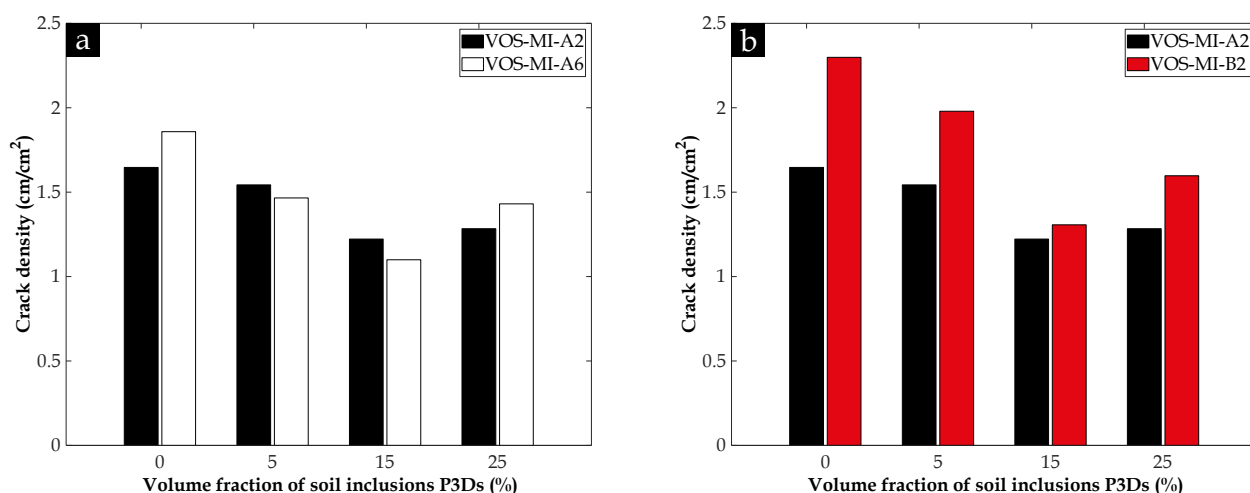 a
VOS-MI-A2
VOS-MI-A6
2.5
2
1.5
1
0.5
0
Crack density (cm/cm²)
0 5 15 25
Volume fraction of soil inclusions P3Ds (%)
b
VOS-MI-A2
VOS-MI-B2
2.5
2
1.5
1
0.5
0
Crack density (cm/cm²)
0 5 15 25
Volume fraction of soil inclusions P3Ds (%)